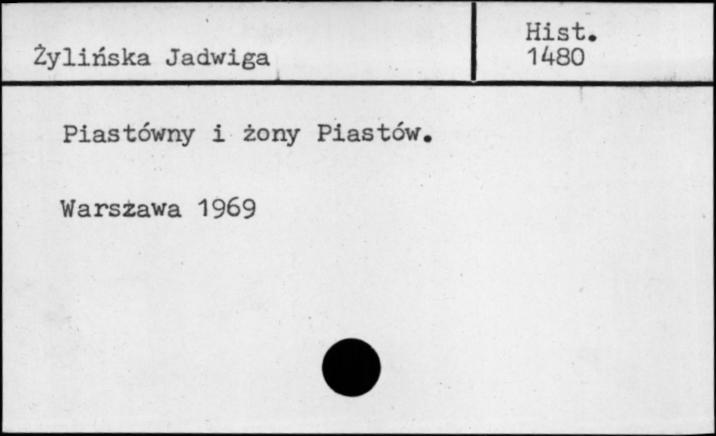 Żylińska Jadwiga
Hist.
1480
Piastówny i żony Piastów.
Warszawa 1969